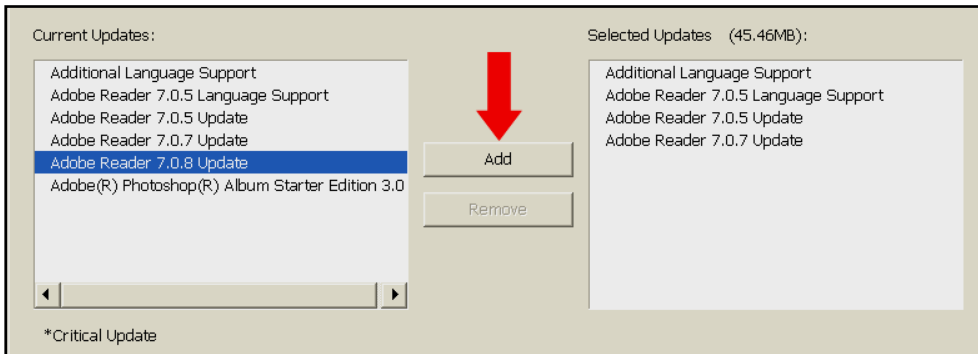 Current Updates:
Additional Language Support
Adobe Reader 7.0.5 Language Support
Adobe Reader 7.0.5 Update
Adobe Reader 7.0.7 Update
Adobe Reader 7.0.8 Update
Adobe(R) Photoshop(R) Album Starter Edition 3.0
*Critical Update
Add
Remove
Selected Updates (45.46MB):
Additional Language Support
Adobe Reader 7.0.5 Language Support
Adobe Reader 7.0.5 Update
Adobe Reader 7.0.7 Update